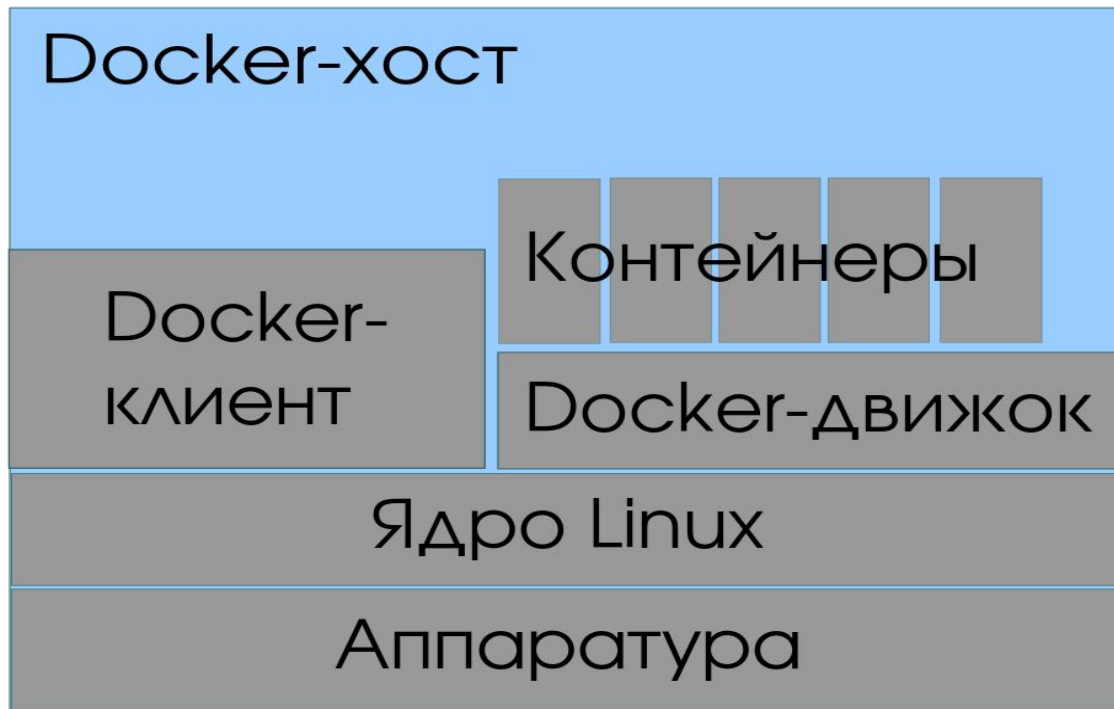 Docker-хост
Контейнеры
Docker-
клиент
Docker-движок
Ядро Linux
Аппаратура